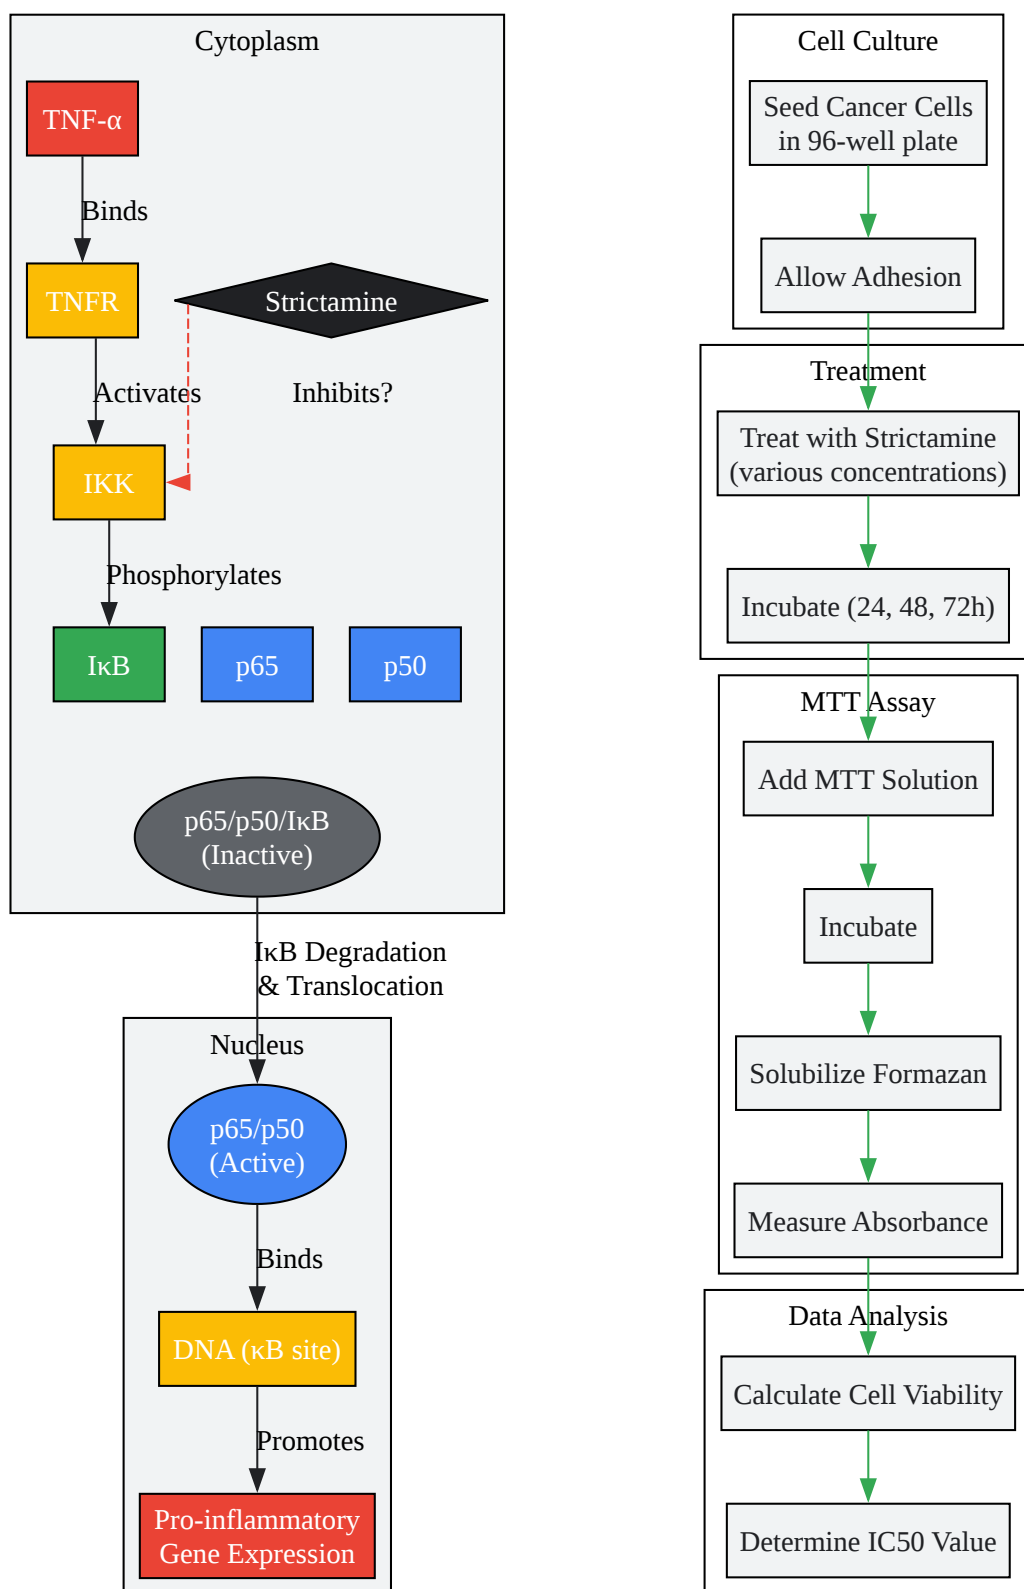 Cytoplasm
TNF-α
Binds
TNFR
Strictamine
Activates
Inhibits?
IKK
Phosphorylates
IκB
p65
p50
p65/p50/IκB
(Inactive)
IκB Degradation
& Translocation
Nucleus
p65/p50
(Active)
Binds
DNA (κB site)
Promotes
Pro-inflammatory
Gene Expression
Cell Culture
Seed Cancer Cells
in 96-well plate
Allow Adhesion
Treatment
Treat with Strictamine
(various concentrations)
Incubate (24, 48, 72h)
MTT Assay
Add MTT Solution
Incubate
Solubilize Formazan
Measure Absorbance
Data Analysis
Calculate Cell Viability
Determine IC50 Value